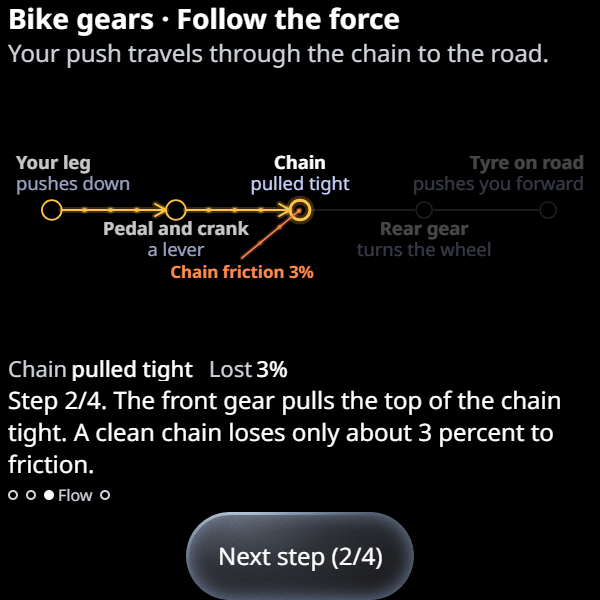 Bike gears · Follow the force
Your push travels through the chain to the road.
Your leg
pushes down
Chain
pulled tight
Tyre on road
pushes you forward
Pedal and crank
a lever
Rear gear
turns the wheel
Chain friction 3%
Chain pulled tight Lost 3%
Step 2/4. The front gear pulls the top of the chain
tight. A clean chain loses only about 3 percent to
friction.
Flow
Next step (2/4)